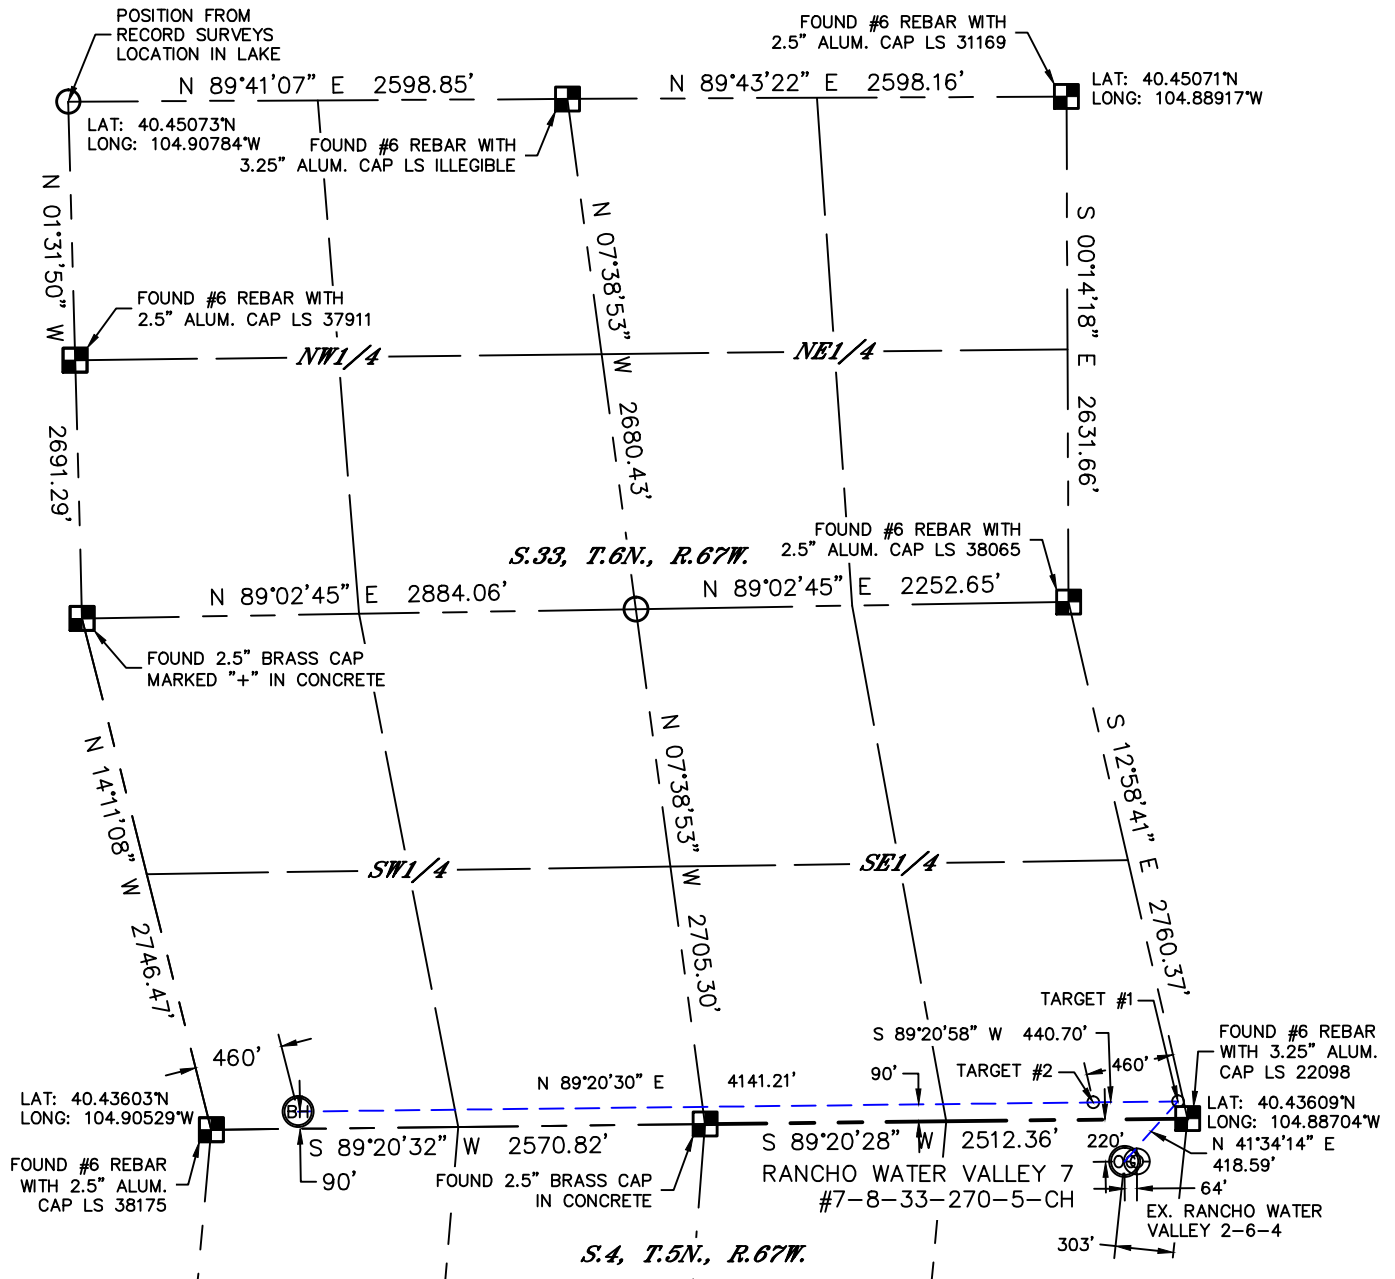 POSITION FROM
RECORD SURVEYS
LOCATION IN LAKE
FOUND #6 REBAR WITH
2.5" ALUM. CAP LS 31169
N 89°41'07" E 2598.85'
N 89°43'22" E 2598.16'
LAT: 40.45071°N
LONG: 104.88917°W
LAT: 40.45073°N
LONG: 104.90784°W
FOUND #6 REBAR WITH
3.25" ALUM. CAP LS ILLEGIBLE
N 01°31'50" W
2691.29'
N 07°38'53" W
2680.43'
S 00°14'18" E
2631.66'
FOUND #6 REBAR WITH
2.5" ALUM. CAP LS 37911
NW1/4
NE1/4
FOUND #6 REBAR WITH
2.5" ALUM. CAP LS 38065
S.33, T.6N., R.67W.
N 89°02'45" E 2884.06'
N 89°02'45" E 2252.65'
FOUND 2.5" BRASS CAP
MARKED "+" IN CONCRETE
N 14°11'08" W
2746.47'
N 07°38'53" W
2705.30'
S 12°58'41" E
2760.37'
SW1/4
SE1/4
TARGET #1
S 89°20'58" W 440.70'
FOUND #6 REBAR
WITH 3.25" ALUM.
CAP LS 22098
460'
460'
90'
TARGET #2
N 89°20'30" E 4141.21'
LAT: 40.43603°N
LONG: 104.90529°W
BH
LAT: 40.43609°N
LONG: 104.88704°W
S 89°20'32" W 2570.82'
S 89°20'28" W 2512.36'
220'
N 41°34'14" E
418.59'
FOUND #6 REBAR
WITH 2.5" ALUM.
CAP LS 38175
90'
FOUND 2.5" BRASS CAP
IN CONCRETE
RANCHO WATER VALLEY 7
#7-8-33-270-5-CH
64'
EX. RANCHO WATER
VALLEY 2-6-4
303'
S.4, T.5N., R.67W.